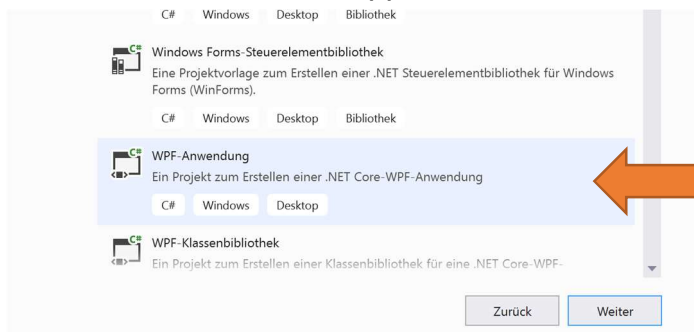 C# Windows Desktop Bibliothek
C#
Windows Forms-Steuerelementbibliothek
Eine Projektvorlage zum Erstellen einer .NET Steuerelementbibliothek für Windows
Forms (WinForms).
C# Windows Desktop Bibliothek
C#
WPF-Anwendung
Ein Projekt zum Erstellen einer .NET Core-WPF-Anwendung
C# Windows Desktop
C#
WPF-Klassenbibliothek
Ein Projekt zum Erstellen einer Klassenbibliothek für eine .NET Core-WPF-
Zurück Weiter